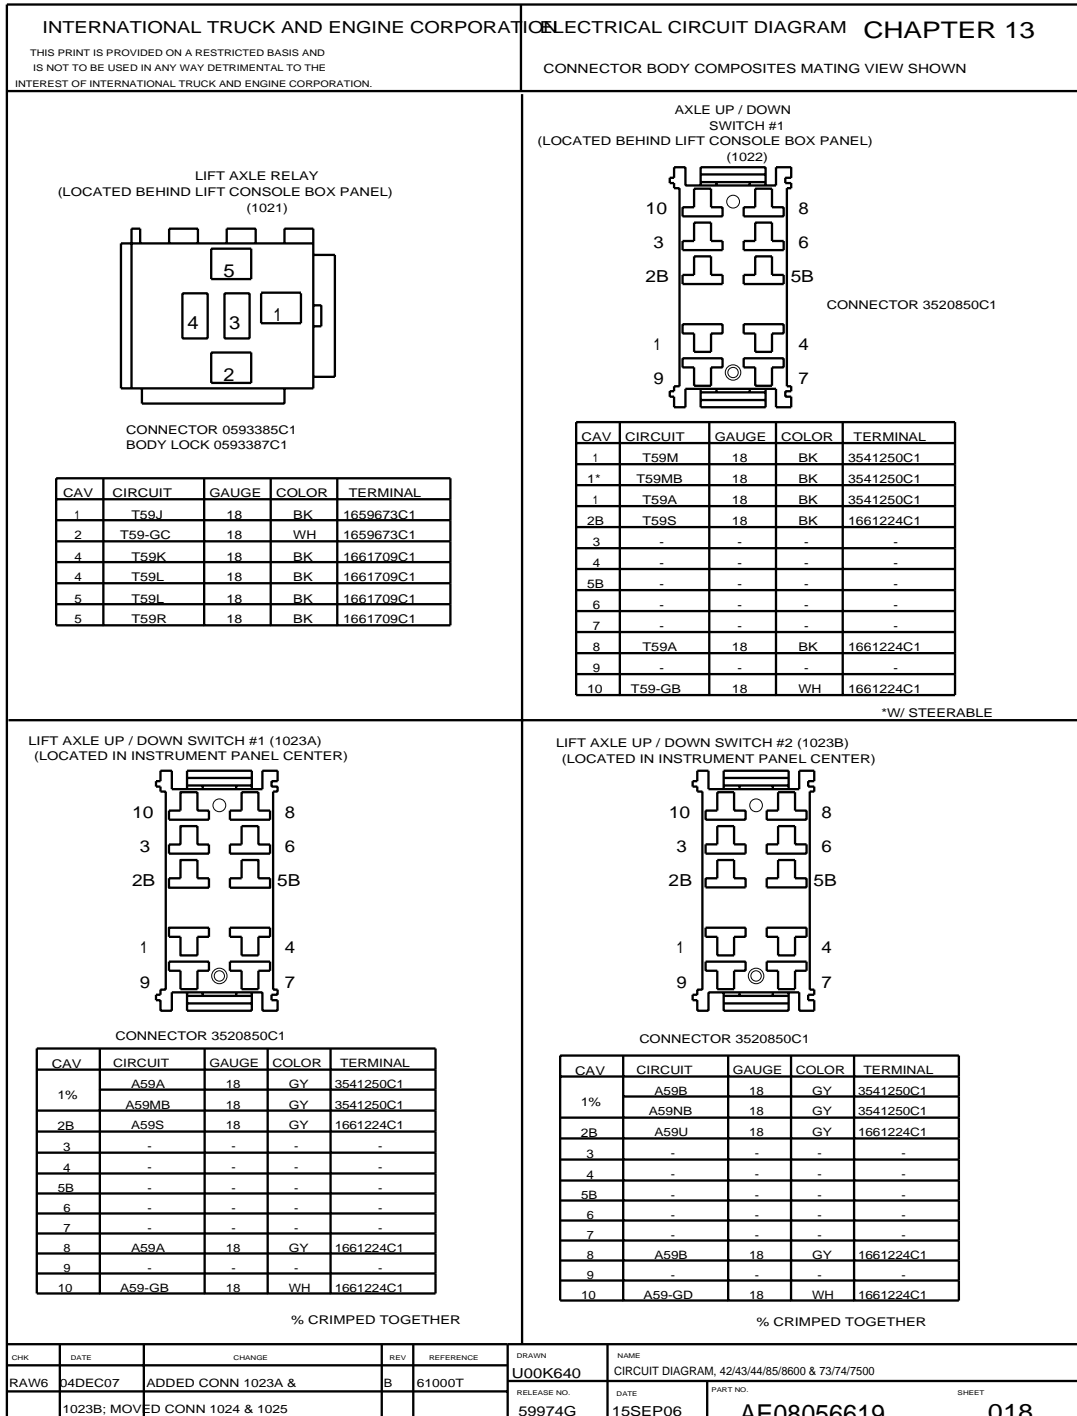 INTERNATIONAL TRUCK AND ENGINE CORPORATION
THIS PRINT IS PROVIDED ON A RESTRICTED BASIS AND
IS NOT TO BE USED IN ANY WAY DETRIMENTAL TO THE
INTEREST OF INTERNATIONAL TRUCK AND ENGINE CORPORATION.
ELECTRICAL CIRCUIT DIAGRAM CHAPTER 13
CONNECTOR BODY COMPOSITES MATING VIEW SHOWN
LIFT AXLE RELAY
(LOCATED BEHIND LIFT CONSOLE BOX PANEL)
(1021)
5
4 3 1
2
CONNECTOR 0593385C1
BODY LOCK 0593387C1
CAV CIRCUIT GAUGE COLOR TERMINAL
1 T59J 18 BK 1659673C1
2 T59-GC 18 WH 1659673C1
4 T59K 18 BK 1661709C1
4 T59L 18 BK 1661709C1
5 T59L 18 BK 1661709C1
5 T59R 18 BK 1661709C1
AXLE UP / DOWN
SWITCH #1
(LOCATED BEHIND LIFT CONSOLE BOX PANEL)
(1022)
10 8
3 6
2B 5B
CONNECTOR 3520850C1
1 4
9 7
CAV CIRCUIT GAUGE COLOR TERMINAL
1 T59M 18 BK 3541250C1
1* T59MB 18 BK 3541250C1
1 T59A 18 BK 3541250C1
2B T59S 18 BK 1661224C1
3 - - - -
4 - - - -
5B - - - -
6 - - - -
7 - - - -
8 T59A 18 BK 1661224C1
9 - - - -
10 T59-GB 18 WH 1661224C1
*W/ STEERABLE
LIFT AXLE UP / DOWN SWITCH #1 (1023A)
(LOCATED IN INSTRUMENT PANEL CENTER)
10 8
3 6
2B 5B
1 4
9 7
CONNECTOR 3520850C1
CAV CIRCUIT GAUGE COLOR TERMINAL
1% A59A 18 GY 3541250C1
A59MB 18 GY 3541250C1
2B A59S 18 GY 1661224C1
3 - - - -
4 - - - -
5B - - - -
6 - - - -
7 - - - -
8 A59A 18 GY 1661224C1
9 - - - -
10 A59-GB 18 WH 1661224C1
% CRIMPED TOGETHER
LIFT AXLE UP / DOWN SWITCH #2 (1023B)
(LOCATED IN INSTRUMENT PANEL CENTER)
10 8
3 6
2B 5B
1 4
9 7
CONNECTOR 3520850C1
CAV CIRCUIT GAUGE COLOR TERMINAL
1% A59B 18 GY 3541250C1
A59NB 18 GY 3541250C1
2B A59U 18 GY 1661224C1
3 - - - -
4 - - - -
5B - - - -
6 - - - -
7 - - - -
8 A59B 18 GY 1661224C1
9 - - - -
10 A59-GD 18 WH 1661224C1
% CRIMPED TOGETHER
CHK DATE CHANGE REV REFERENCE
RAW6 04DEC07 ADDED CONN 1023A & B 61000T
1023B; MOVED CONN 1024 & 1025
DRAWN
U00K640
NAME
CIRCUIT DIAGRAM, 42/43/44/85/8600 & 73/74/7500
RELEASE NO. DATE PART NO. SHEET
59974G 15SEP06 AE08056619 018